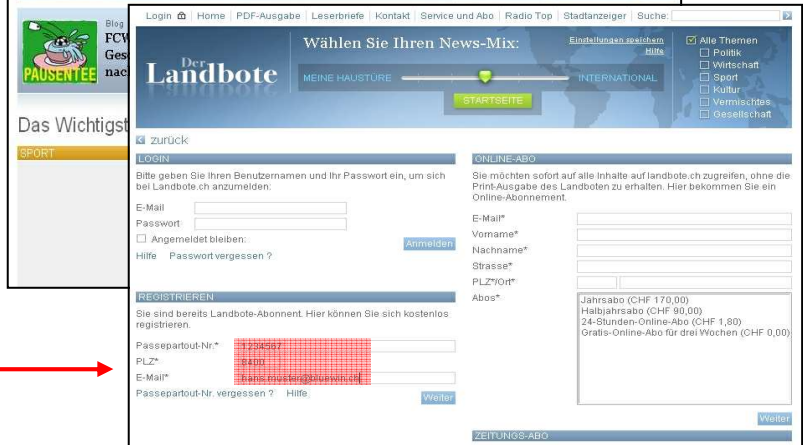 Blog
FCW
Ges
nac
PAUSENTEE
Das Wichtigst
SPORT
Login Home | PDF-Ausgabe | Leserbriefe | Kontakt | Service und Abo | Radio Top | Stadtanzeiger | Suche:
Der Landbote
Wählen Sie Ihren News-Mix:
Einstellungen speichern
Hilfe
MEINE HAUSTÜRE
INTERNATIONAL
STARTSEITE
Alle Themen
Politik
Wirtschaft
Sport
Kultur
Vermischtes
Gesellschaft
zurück
LOGIN
Bitte geben Sie Ihren Benutzernamen und Ihr Passwort ein, um sich
bei Landbote.ch anzumelden:
E-Mail
Passwort
Angemeldet bleiben:
Anmelden
Hilfe Passwort vergessen ?
REGISTRIEREN
Sie sind bereits Landbote-Abonnent. Hier können Sie sich kostenlos
registrieren.
Passepartout-Nr.* 1234567
PLZ* 8400
E-Mail* hans.muster@bluewin.ch
Passepartout-Nr. vergessen ? Hilfe
Weiter
ONLINE-ABO
Sie möchten sofort auf alle Inhalte auf landbote.ch zugreifen, ohne die
Print-Ausgabe des Landboten zu erhalten. Hier bekommen Sie ein
Online-Abonnement.
E-Mail*
Vorname*
Nachname*
Strasse*
PLZ*/Ort*
Abos*
Jahrsabo (CHF 170,00)
Halbjahrsabo (CHF 90,00)
24-Stunden-Online-Abo (CHF 1,80)
Gratis-Online-Abo für drei Wochen (CHF 0,00)
Weiter
ZEITUNGS-ABO